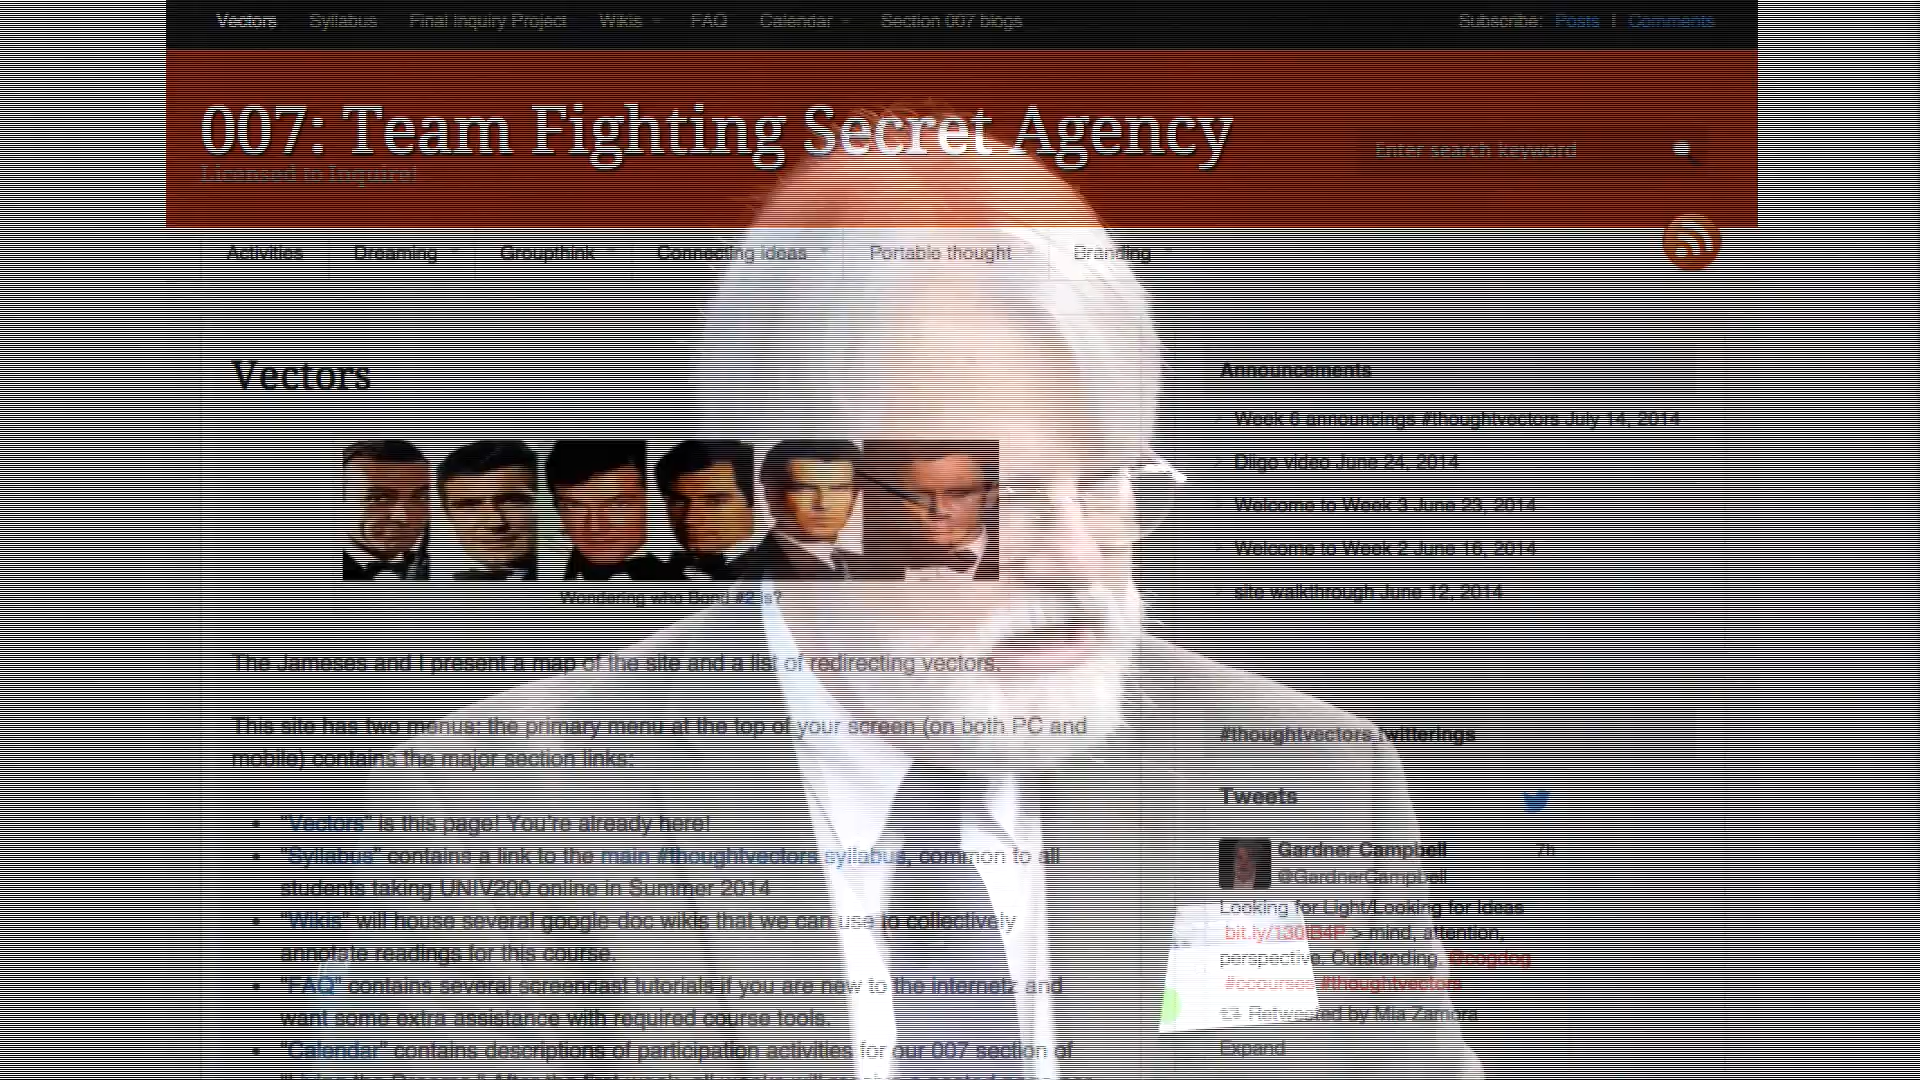 Vectors Syllabus Final Inquiry Project Wikis FAQ Calendar Section 007 blogs Subscribe: Posts | Comments
007: Team Fighting Secret Agency
Licensed to Inquire!
Enter search keyword
Activities Dreaming Groupthink Connecting ideas Portable thought Branding
Vectors
Wondering who Bond #2 is?
The Jameses and I present a map of the site and a list of redirecting vectors.
This site has two menus: the primary menu at the top of your screen (on both PC and
mobile) contains the major section links:
"Vectors" is this page! You're already here!
"Syllabus" contains a link to the main #thoughtvectors syllabus, common to all
students taking UNIV200 online in Summer 2014
"Wikis" will house several google-doc wikis that we can use to collectively
annotate readings for this course.
"FAQ" contains several screencast tutorials if you are new to the internetz and
want some extra assistance with required course tools.
"Calendar" contains descriptions of participation activities for our 007 section of
Announcements
Week 6 announcings #thoughtvectors July 14, 2014
Diigo video June 24, 2014
Welcome to Week 3 June 23, 2014
Welcome to Week 2 June 16, 2014
site walkthrough June 12, 2014
#thoughtvectors twitterings
Tweets
Gardner Campbell 7h
@GardnerCampbell
Looking for Light/Looking for Ideas
> mind, attention,
perspective. Outstanding. @cogdog
#ccourses #thoughtvectors
Retweeted by Mia Zamora
Expand